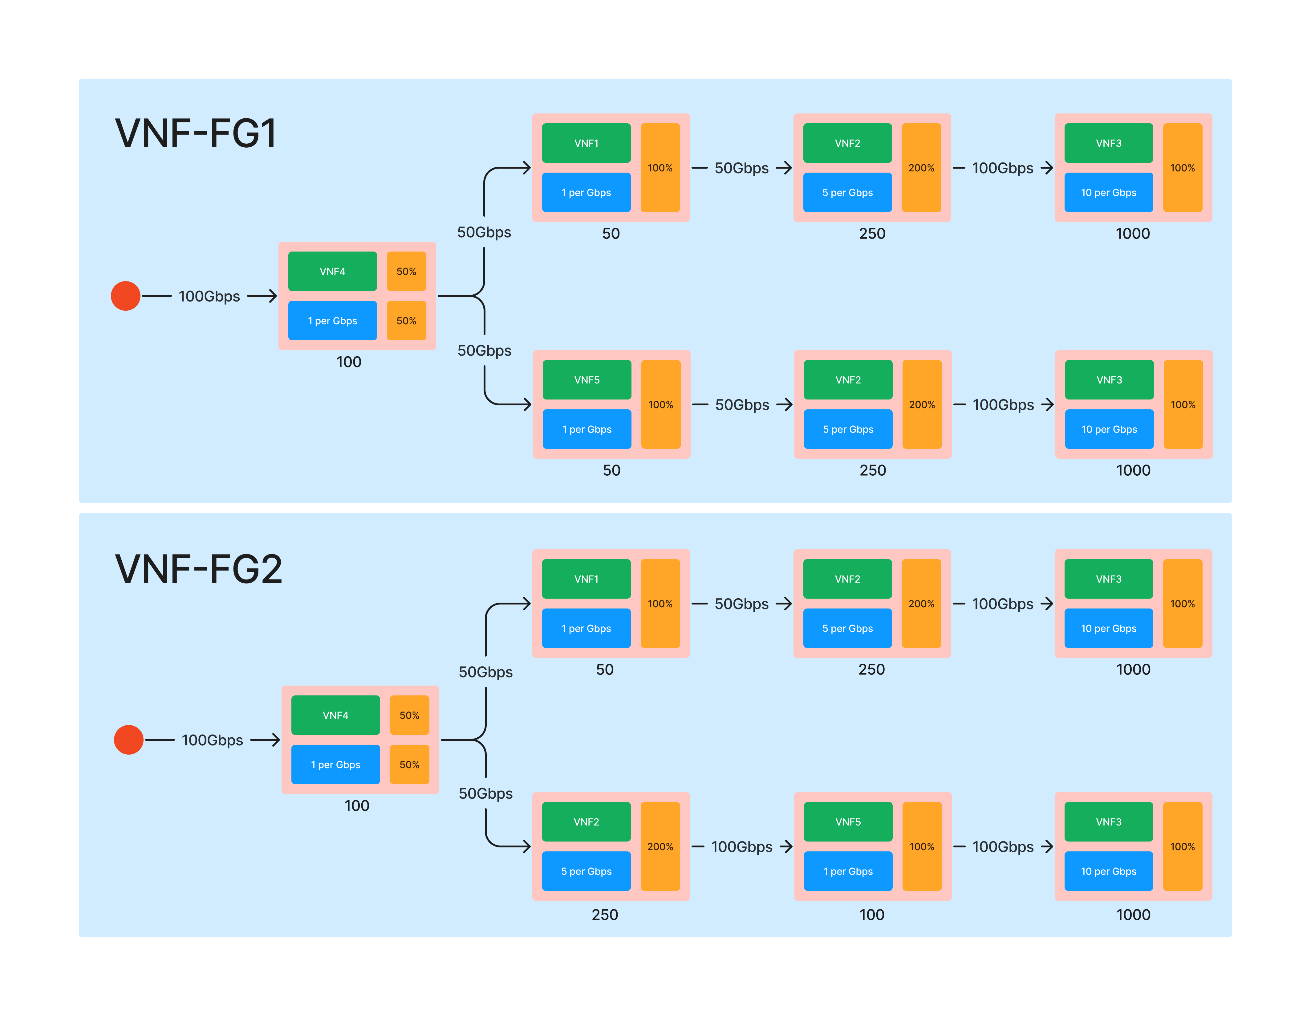 VNF-FG1
100Gbps
VNF4
1 per Gbps
50%
50%
100
50Gbps
VNF1
1 per Gbps
100%
50
50Gbps
VNF2
5 per Gbps
200%
250
100Gbps
VNF3
10 per Gbps
100%
1000
50Gbps
VNF5
1 per Gbps
100%
50
50Gbps
VNF2
5 per Gbps
200%
250
100Gbps
VNF3
10 per Gbps
100%
1000
VNF-FG2
100Gbps
VNF4
1 per Gbps
50%
50%
100
50Gbps
VNF1
1 per Gbps
100%
50
50Gbps
VNF2
5 per Gbps
200%
250
100Gbps
VNF3
10 per Gbps
100%
1000
50Gbps
VNF2
5 per Gbps
200%
250
100Gbps
VNF5
1 per Gbps
100%
100
100Gbps
VNF3
10 per Gbps
100%
1000